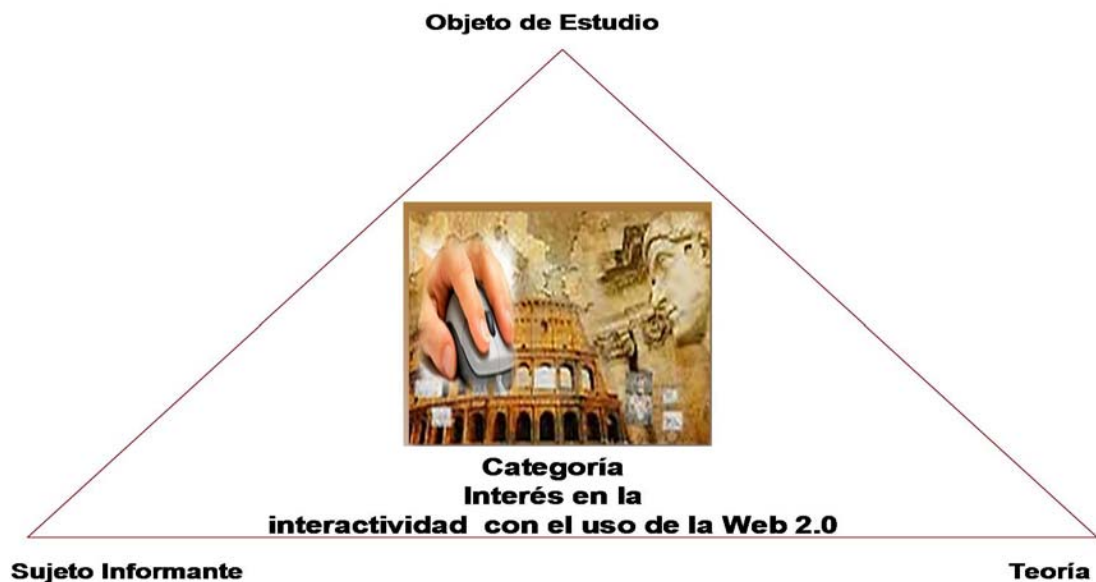 Objeto de Estudio
Categoría
Interés en la
interactividad con el uso de la Web 2.0
Sujeto Informante
Teoría